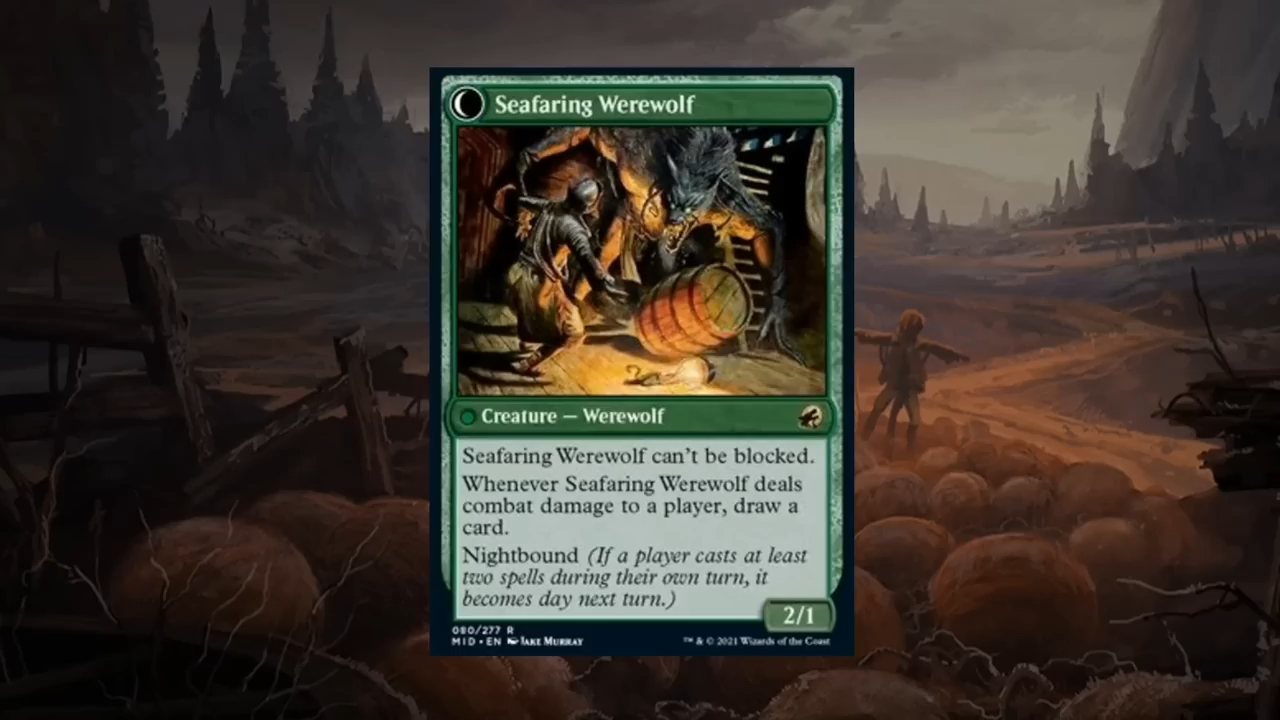 Seafaring Werewolf
Creature — Werewolf
Seafaring Werewolf can't be blocked.
Whenever Seafaring Werewolf deals
combat damage to a player, draw a
card.
Nightbound (If a player casts at least
two spells during their own turn, it
becomes day next turn.)
2/1
080/277 R
MID • EN Jake Murray
™ & © 2021 Wizards of the Coast